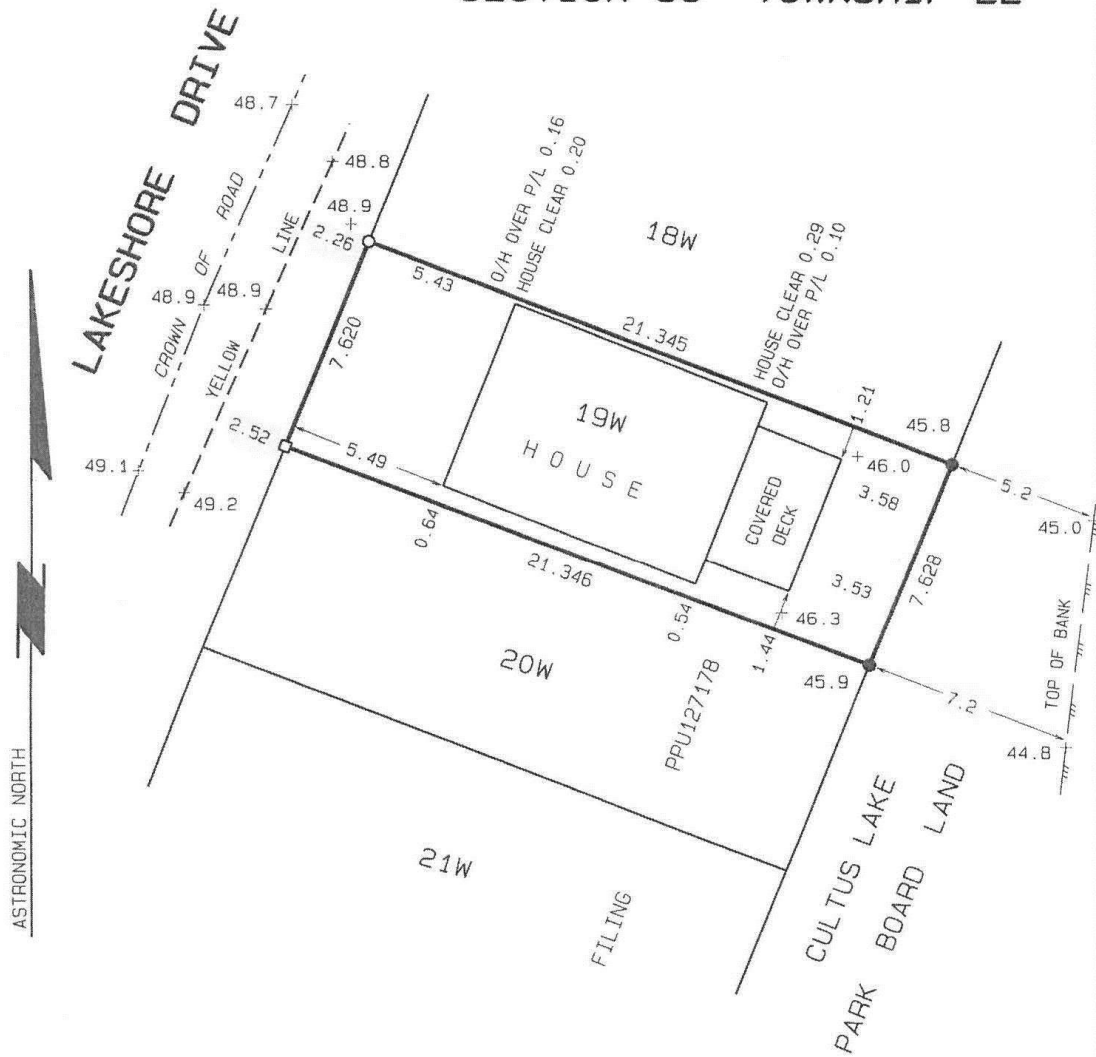 LAKESHORE DRIVE
48.7
CROWN OF ROAD
48.8
48.9
YELLOW LINE
48.9
48.9
2.26
49.1
49.2
2.52
7.620
5.43
O/H OVER P/L 0.16
HOUSE CLEAR 0.20
18W
5.49
21.345
HOUSE CLEAR 0.29
O/H OVER P/L 0.10
19W
HOUSE
0.64
1.21
45.8
46.0
3.58
5.2
45.0
COVERED
DECK
21.346
3.53
7.628
0.54
46.3
1.44
TOP OF BANK
20W
PPU127178
45.9
7.2
44.8
ASTRONOMIC NORTH
21W
FILING
CULTUS LAKE
PARK BOARD LAND